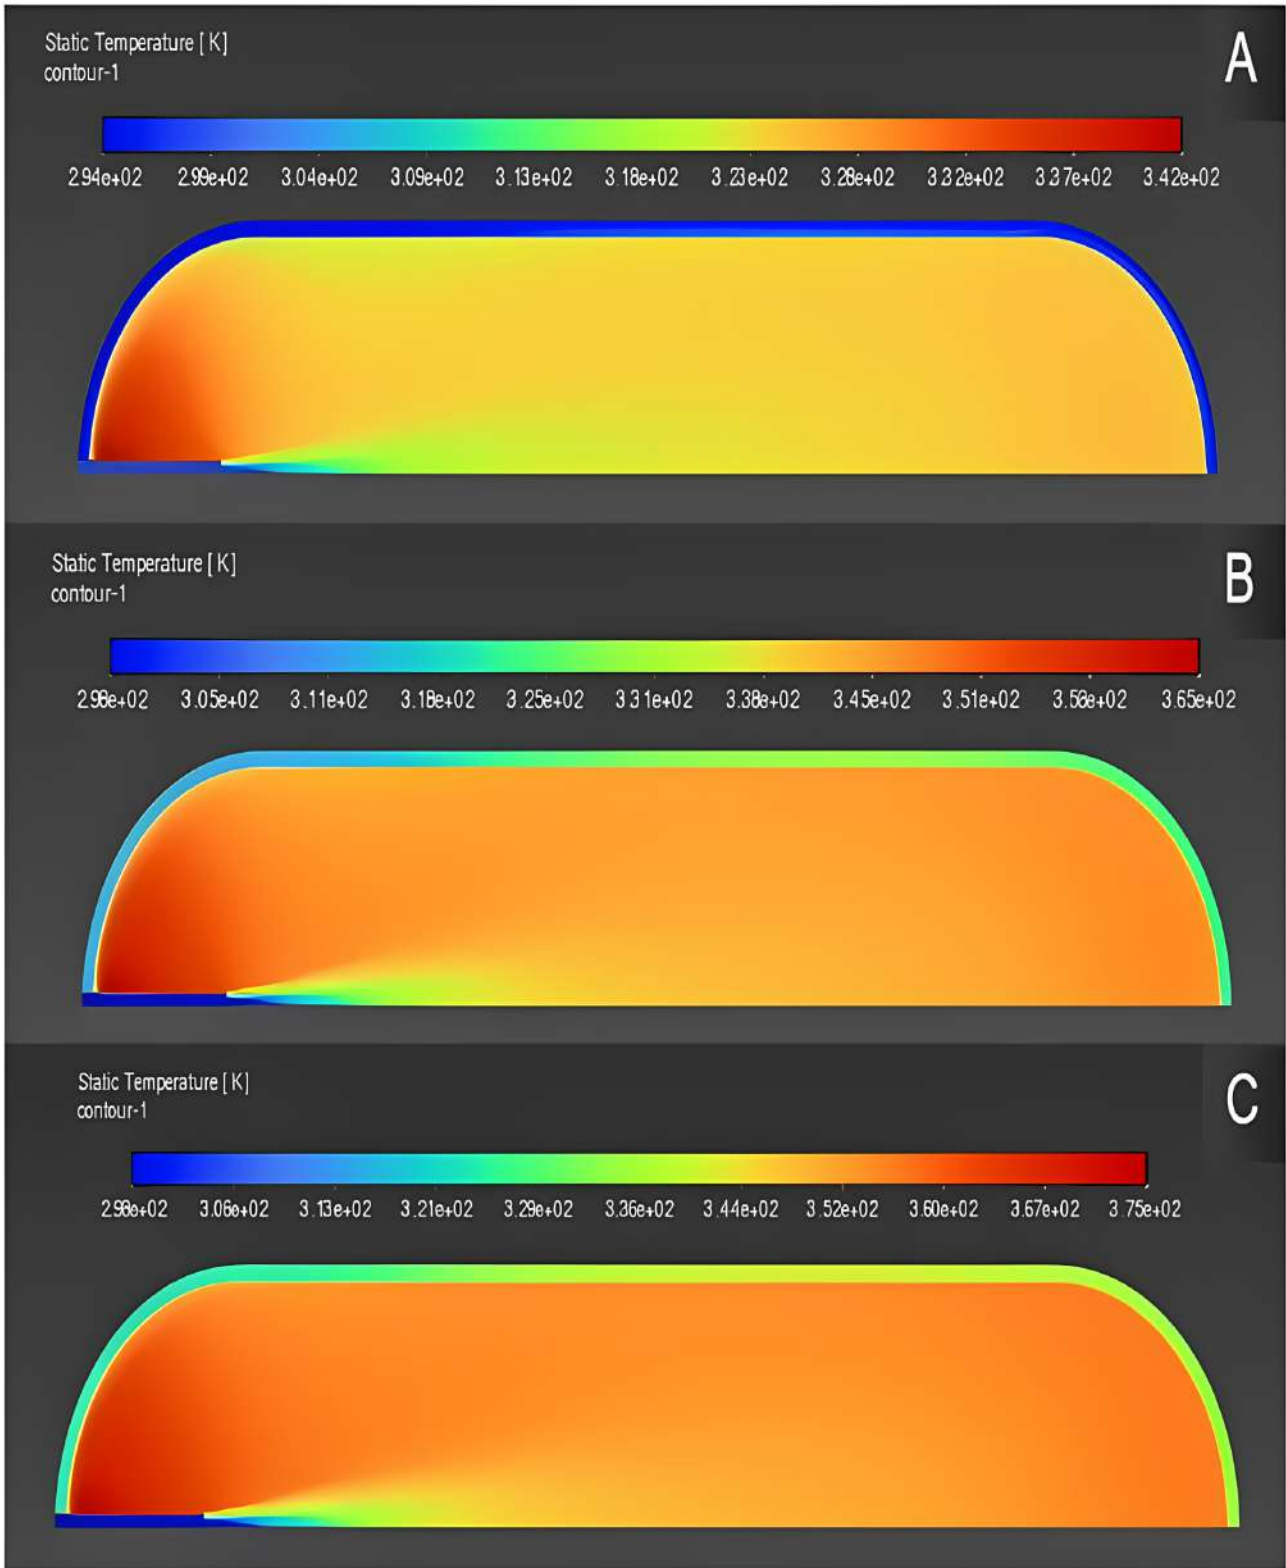 Static Temperature [ K]
contour-1
A
2.94e+02 2.99e+02 3.04e+02 3.09e+02 3.13e+02 3.18e+02 3.23e+02 3.28e+02 3.32e+02 3.37e+02 3.42e+02
Static Temperature [ K]
contour-1
B
2.98e+02 3.05e+02 3.11e+02 3.18e+02 3.25e+02 3.31e+02 3.38e+02 3.45e+02 3.51e+02 3.58e+02 3.65e+02
Static Temperature [ K]
contour-1
C
2.98e+02 3.06e+02 3.13e+02 3.21e+02 3.29e+02 3.36e+02 3.44e+02 3.52e+02 3.60e+02 3.67e+02 3.75e+02